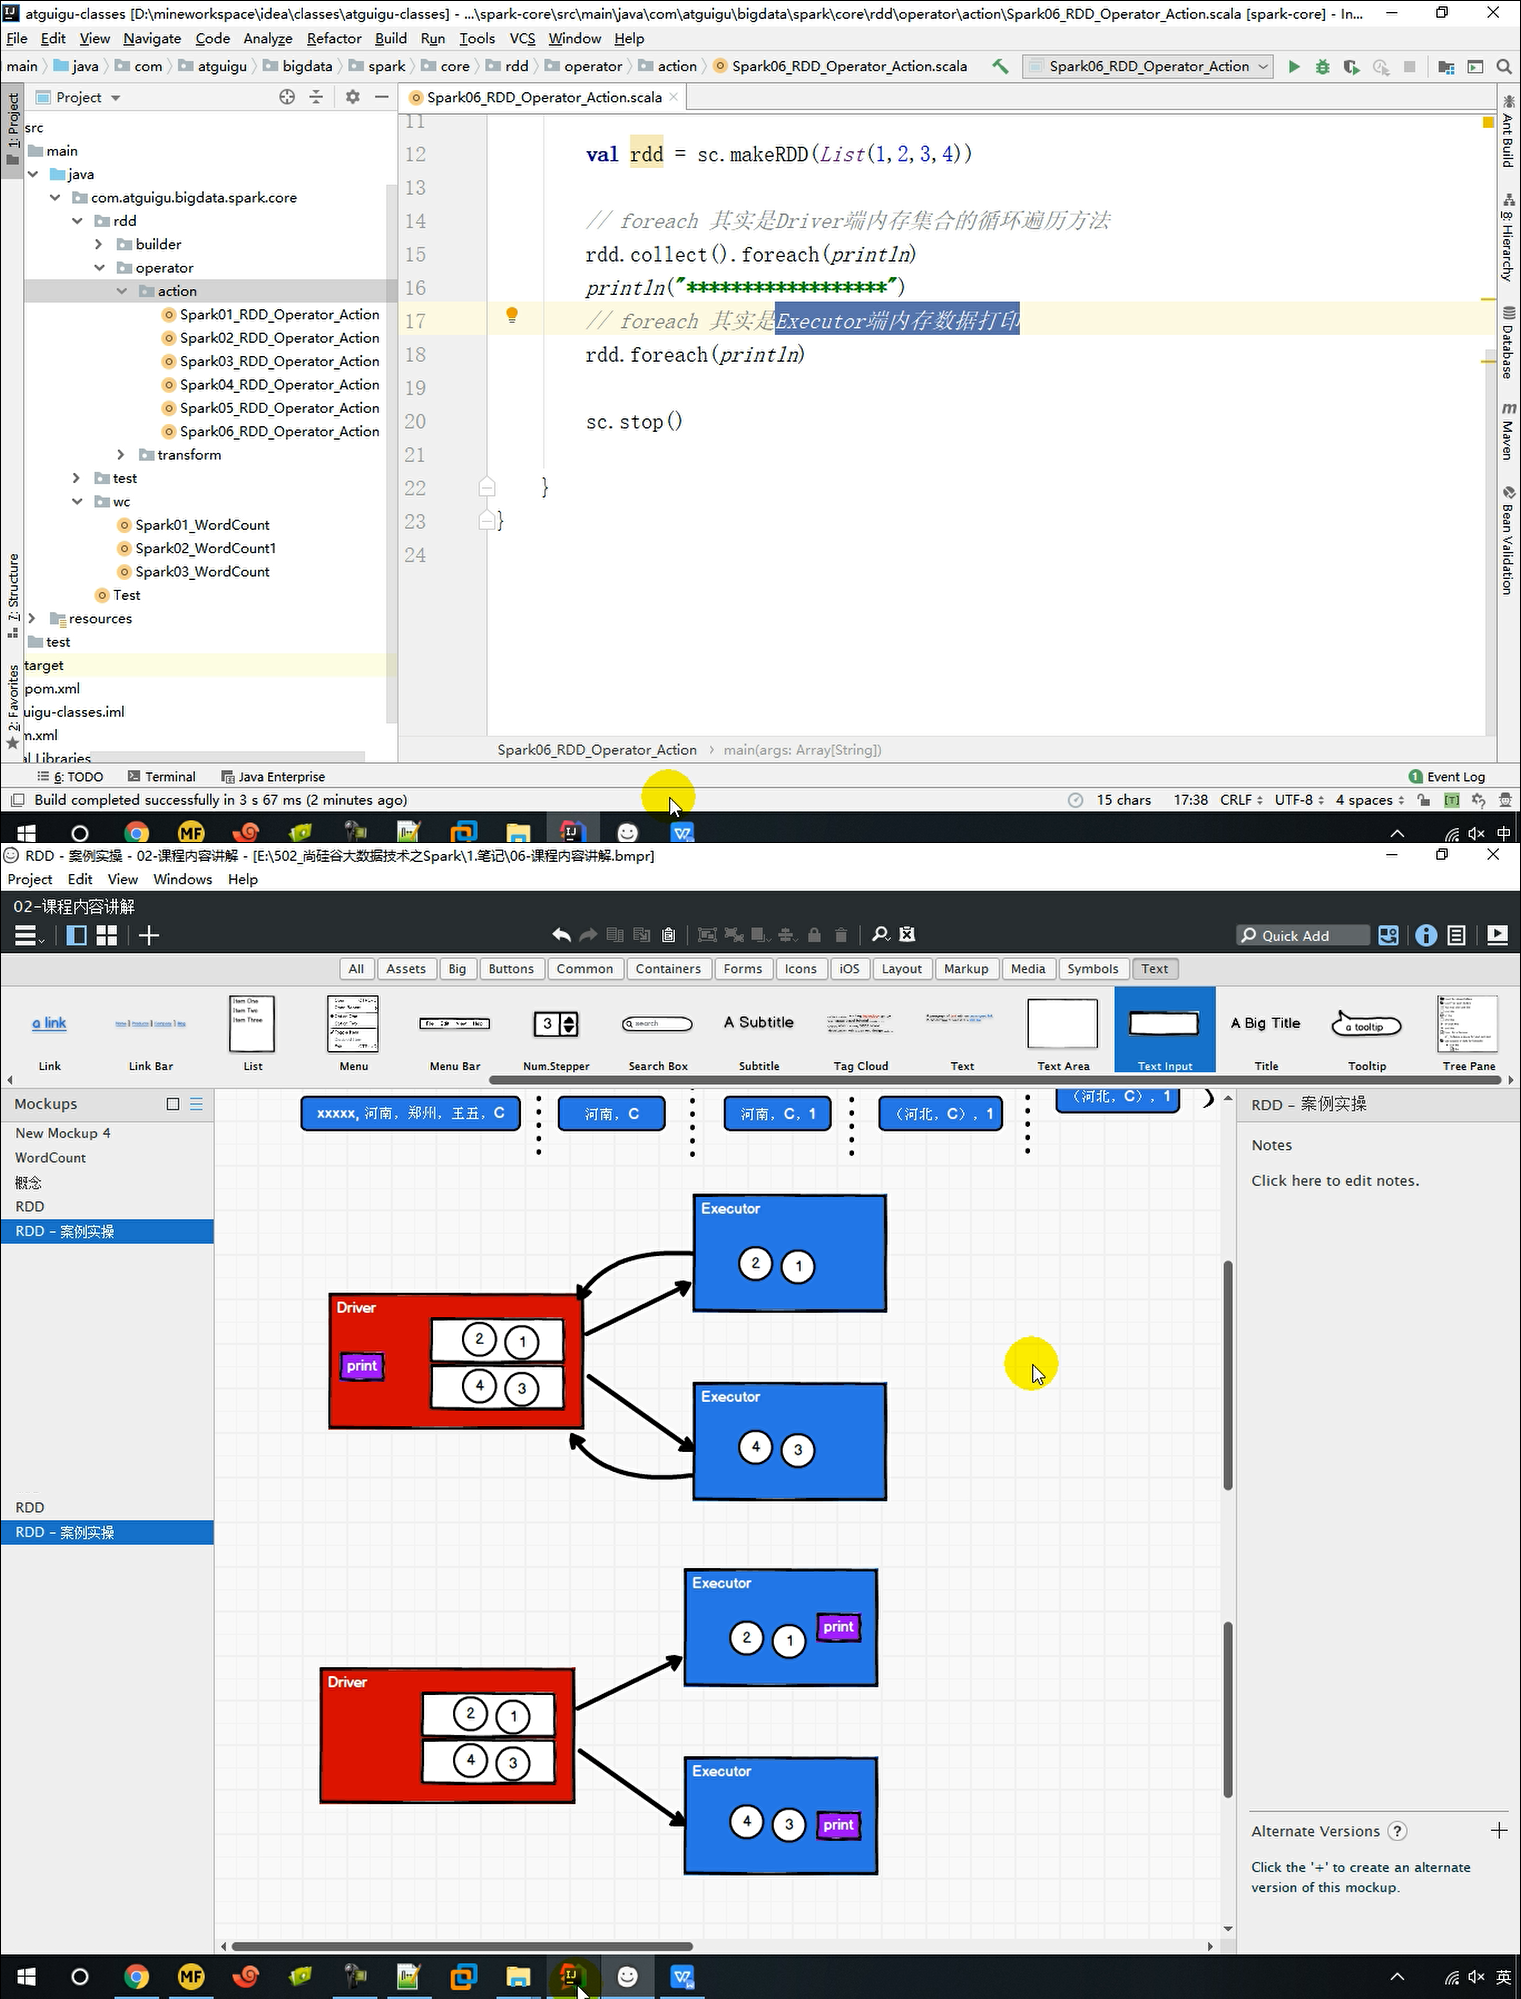 atguigu-classes [D:\mineworkspace\idea\classes\atguigu-classes] - ...\spark-core\src\main\java\com\atguigu\bigdata\spark\core\rdd\operator\action\Spark06_RDD_Operator_Action.scala [spark-core] - In...
File Edit View Navigate Code Analyze Refactor Build Run Tools VCS Window Help
main java com atguigu bigdata spark core rdd operator action Spark06_RDD_Operator_Action.scala Spark06_RDD_Operator_Action
Project
Spark06_RDD_Operator_Action.scala
1: Project
7: Structure
2: Favorites
src
main
java
com.atguigu.bigdata.spark.core
rdd
builder
operator
action
Spark01_RDD_Operator_Action
Spark02_RDD_Operator_Action
Spark03_RDD_Operator_Action
Spark04_RDD_Operator_Action
Spark05_RDD_Operator_Action
Spark06_RDD_Operator_Action
transform
test
wc
Spark01_WordCount
Spark02_WordCount1
Spark03_WordCount
Test
resources
test
target
pom.xml
uigu-classes.iml
m.xml
al Libraries
11
12 val rdd = sc.makeRDD(List(1,2,3,4))
13
14 // foreach 其实是Driver端内存集合的循环遍历方法
15 rdd.collect().foreach(println)
16 println("******************")
17 // foreach 其实是Executor端内存数据打印
18 rdd.foreach(println)
19
20 sc.stop()
21
22 }
23 }
24
Ant Build
8: Hierarchy
Database
m Maven
Bean Validation
Spark06_RDD_Operator_Action main(args: Array[String])
6: TODO Terminal Java Enterprise 1 Event Log
Build completed successfully in 3 s 67 ms (2 minutes ago) 15 chars 17:38 CRLF UTF-8 4 spaces
中
RDD - 案例实操 - 02-课程内容讲解 - [E:\502_尚硅谷大数据技术之Spark\1.笔记\06-课程内容讲解.bmpr]
Project Edit View Windows Help
02-课程内容讲解
Quick Add
All Assets Big Buttons Common Containers Forms Icons iOS Layout Markup Media Symbols Text
a link
Item One
Item Two
Item Three
3
search
A Subtitle
A Big Title
a tooltip
Link Link Bar List Menu Menu Bar Num.Stepper Search Box Subtitle Tag Cloud Text Text Area Text Input Title Tooltip Tree Pane
Mockups
New Mockup 4
WordCount
概念
RDD
RDD - 案例实操
RDD
RDD - 案例实操
xxxxx, 河南，郑州，王五，C
河南，C
河南，C，1
（河北，C），1
（河北，C），1
Executor
2 1
Driver
print
2 1
4 3
Executor
4 3
Executor
2 1 print
Driver
2 1
4 3
Executor
4 3 print
RDD - 案例实操
Notes
Click here to edit notes.
Alternate Versions ?
Click the '+' to create an alternate
version of this mockup.
英